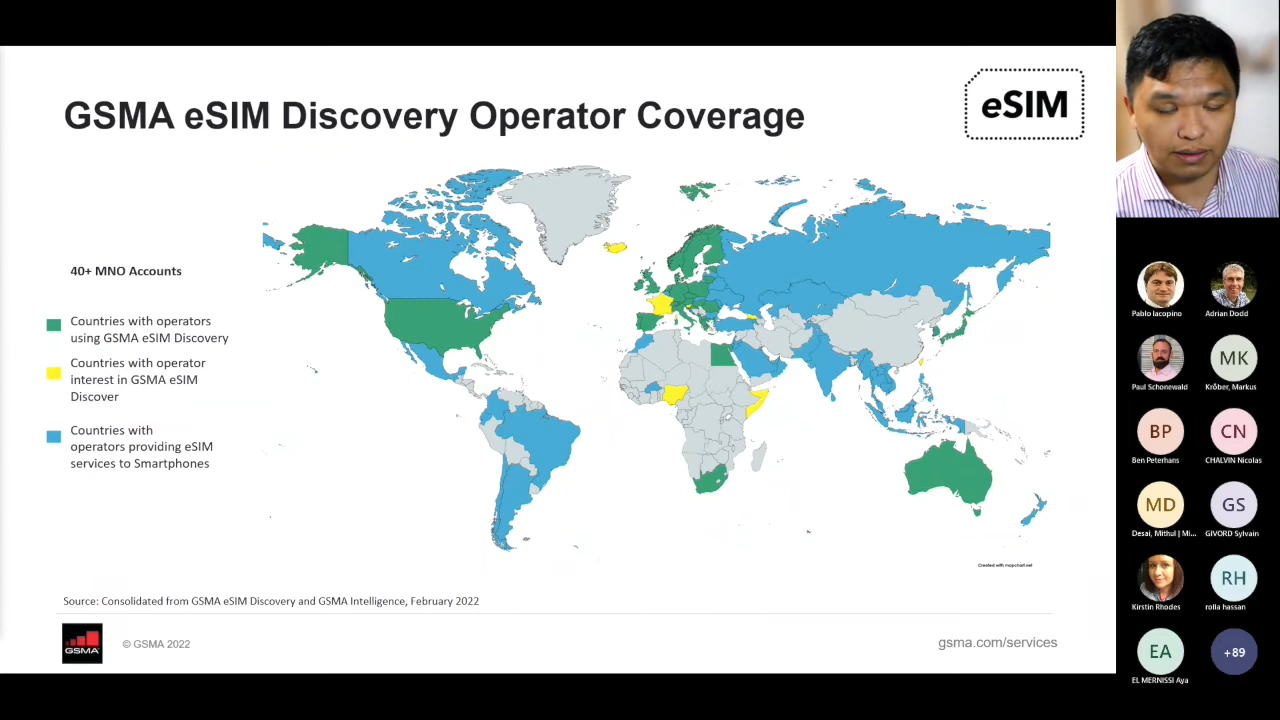 GSMA eSIM Discovery Operator Coverage
eSIM
40+ MNO Accounts
Countries with operators
using GSMA eSIM Discovery
Countries with operator
interest in GSMA eSIM
Discover
Countries with
operators providing eSIM
services to Smartphones
Created with mapchart.net
Source: Consolidated from GSMA eSIM Discovery and GSMA Intelligence, February 2022
GSMA
© GSMA 2022
gsma.com/services
Pablo Iacopino
Adrian Dodd
Paul Schonewald
MK
Kröber, Markus
BP
Ben Peterhans
CN
CHALVIN Nicolas
MD
Desai, Mithul | Mi...
GS
GIVORD Sylvain
Kirstin Rhodes
RH
rolla hassan
EA
EL MERNISSI Aya
+89